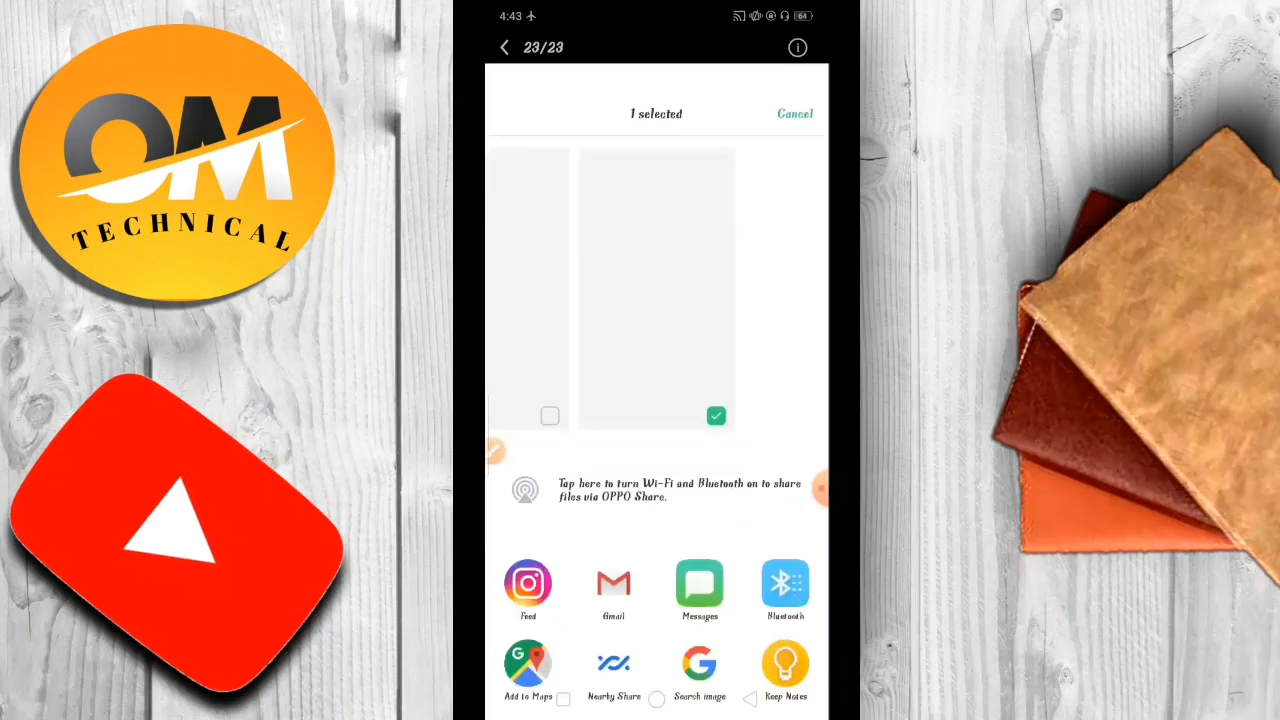 OM
TECHNICAL
4:43
64
23/23
1 selected
Cancel
Tap here to turn Wi-Fi and Bluetooth on to share
files via OPPO Share.
Feed
Gmail
Messages
Bluetooth
Add to Maps
Nearby Share
Search image
Keep Notes